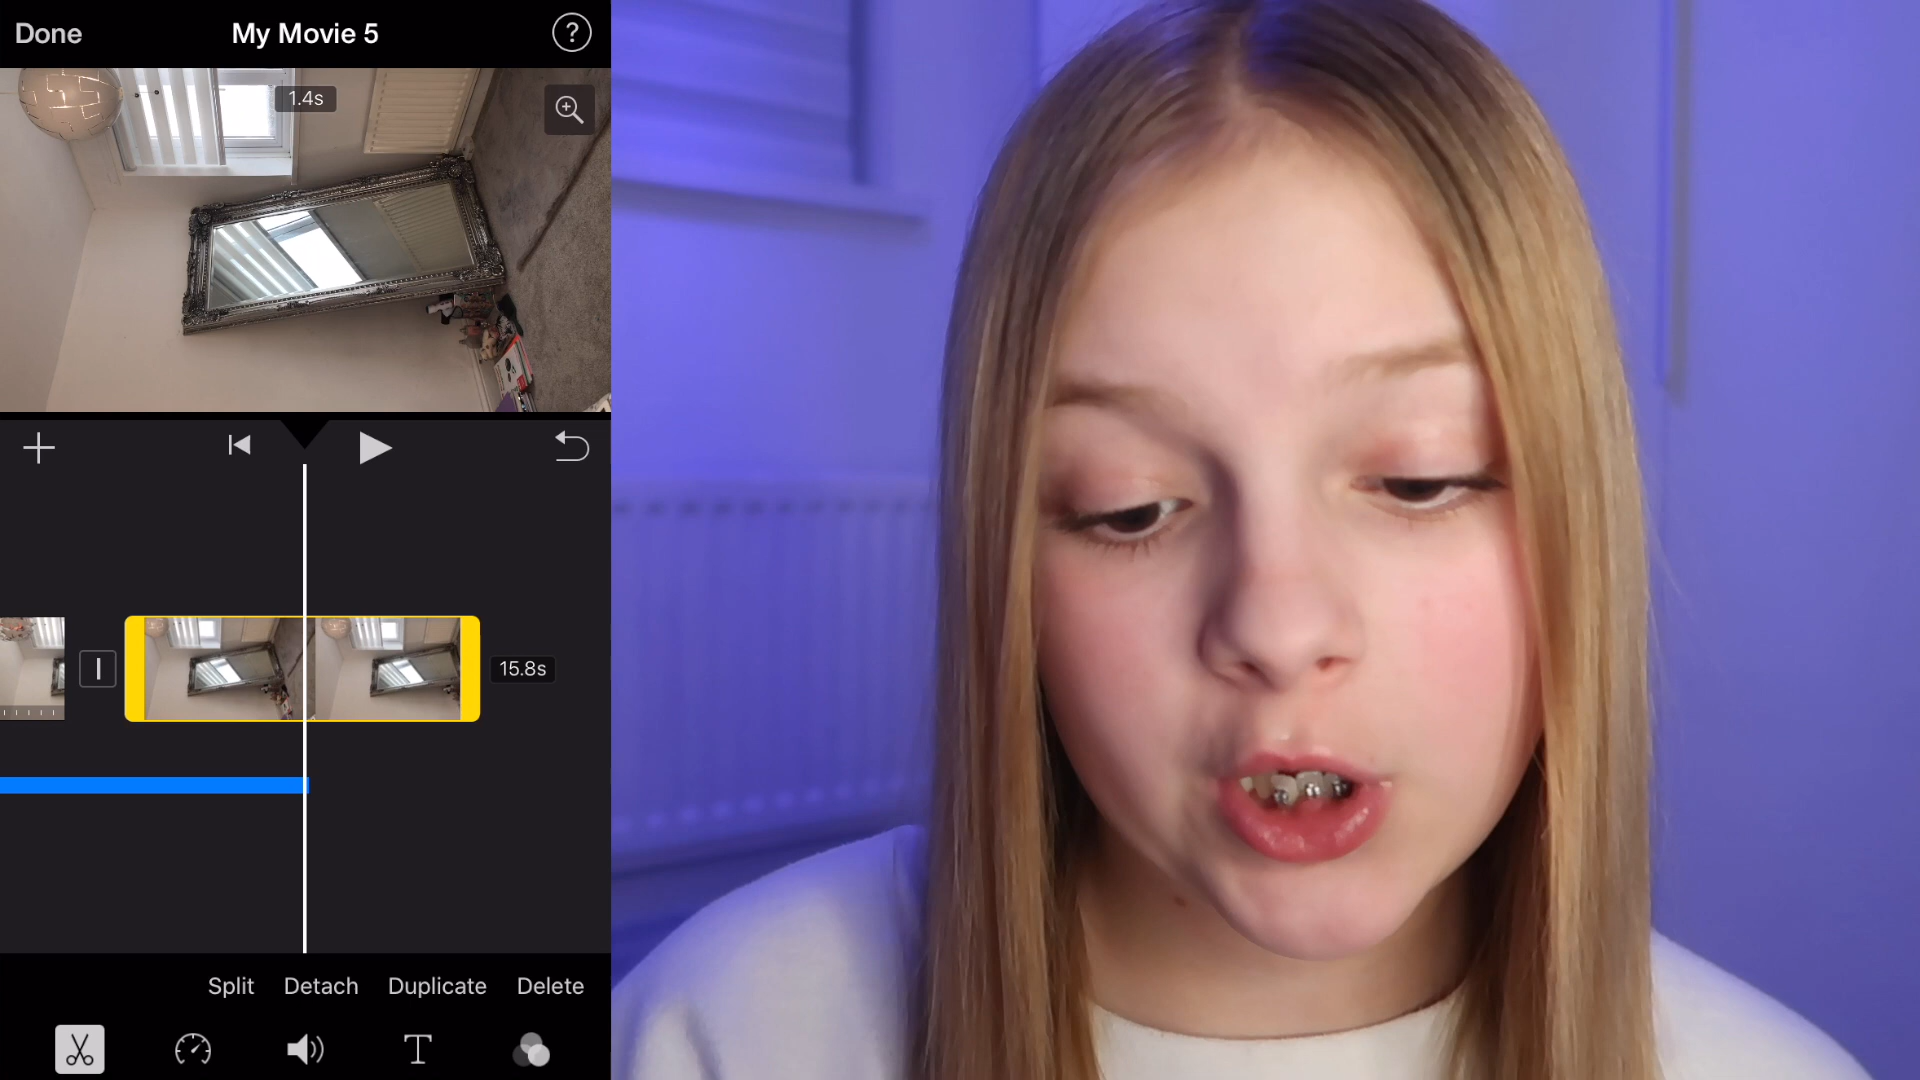 Done My Movie 5 ?
1.4s
15.8s
Split Detach Duplicate Delete
T